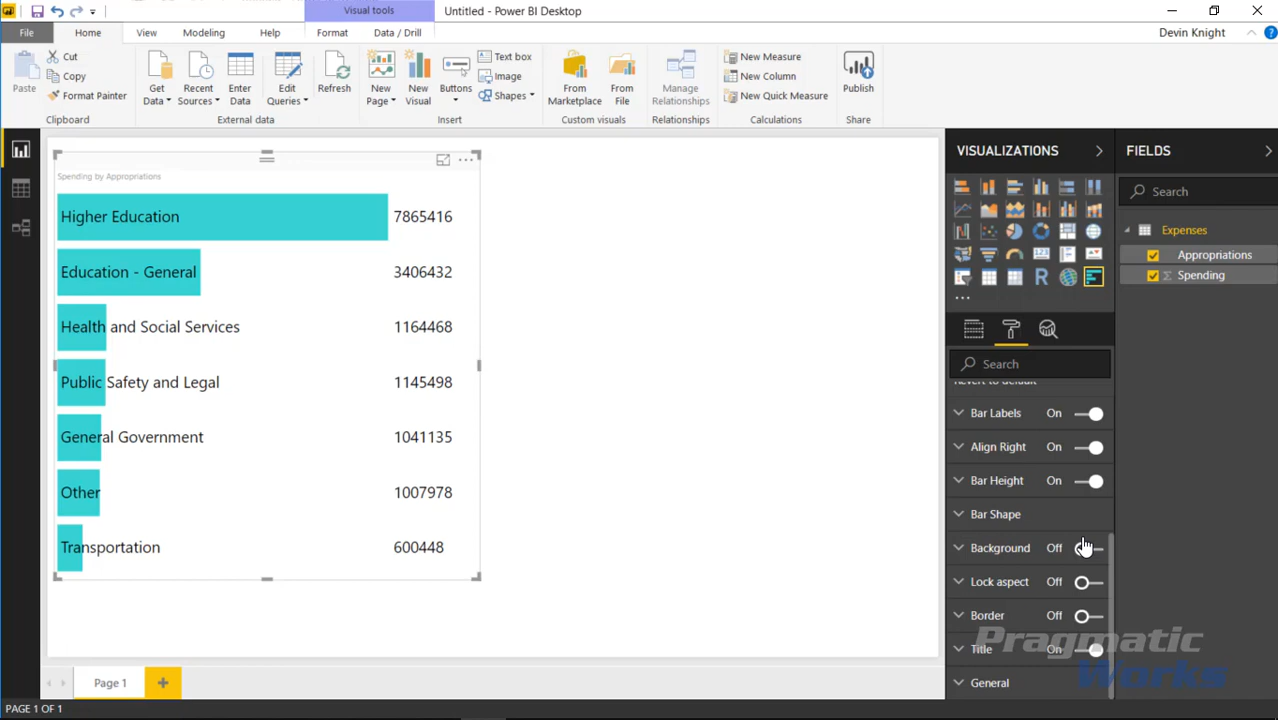 Visual tools
Untitled - Power BI Desktop
File
Home
View
Modeling
Help
Format
Data / Drill
Devin Knight
Paste
Cut
Copy
Format Painter
Clipboard
Get Data
Recent Sources
Enter Data
Edit Queries
Refresh
External data
New Page
New Visual
Buttons
Text box
Image
Shapes
Insert
From Marketplace
From File
Custom visuals
Manage Relationships
Relationships
New Measure
New Column
New Quick Measure
Calculations
Publish
Share
Spending by Appropriations
Higher Education 7865416
Education - General 3406432
Health and Social Services 1164468
Public Safety and Legal 1145498
General Government 1041135
Other 1007978
Transportation 600448
VISUALIZATIONS
R
123
Search
Revert to default
Bar Labels On
Align Right On
Bar Height On
Bar Shape
Background Off
Lock aspect Off
Border Off
Title On
General
FIELDS
Search
Expenses
Appropriations
Σ Spending
Pragmatic
Works
Page 1
PAGE 1 OF 1